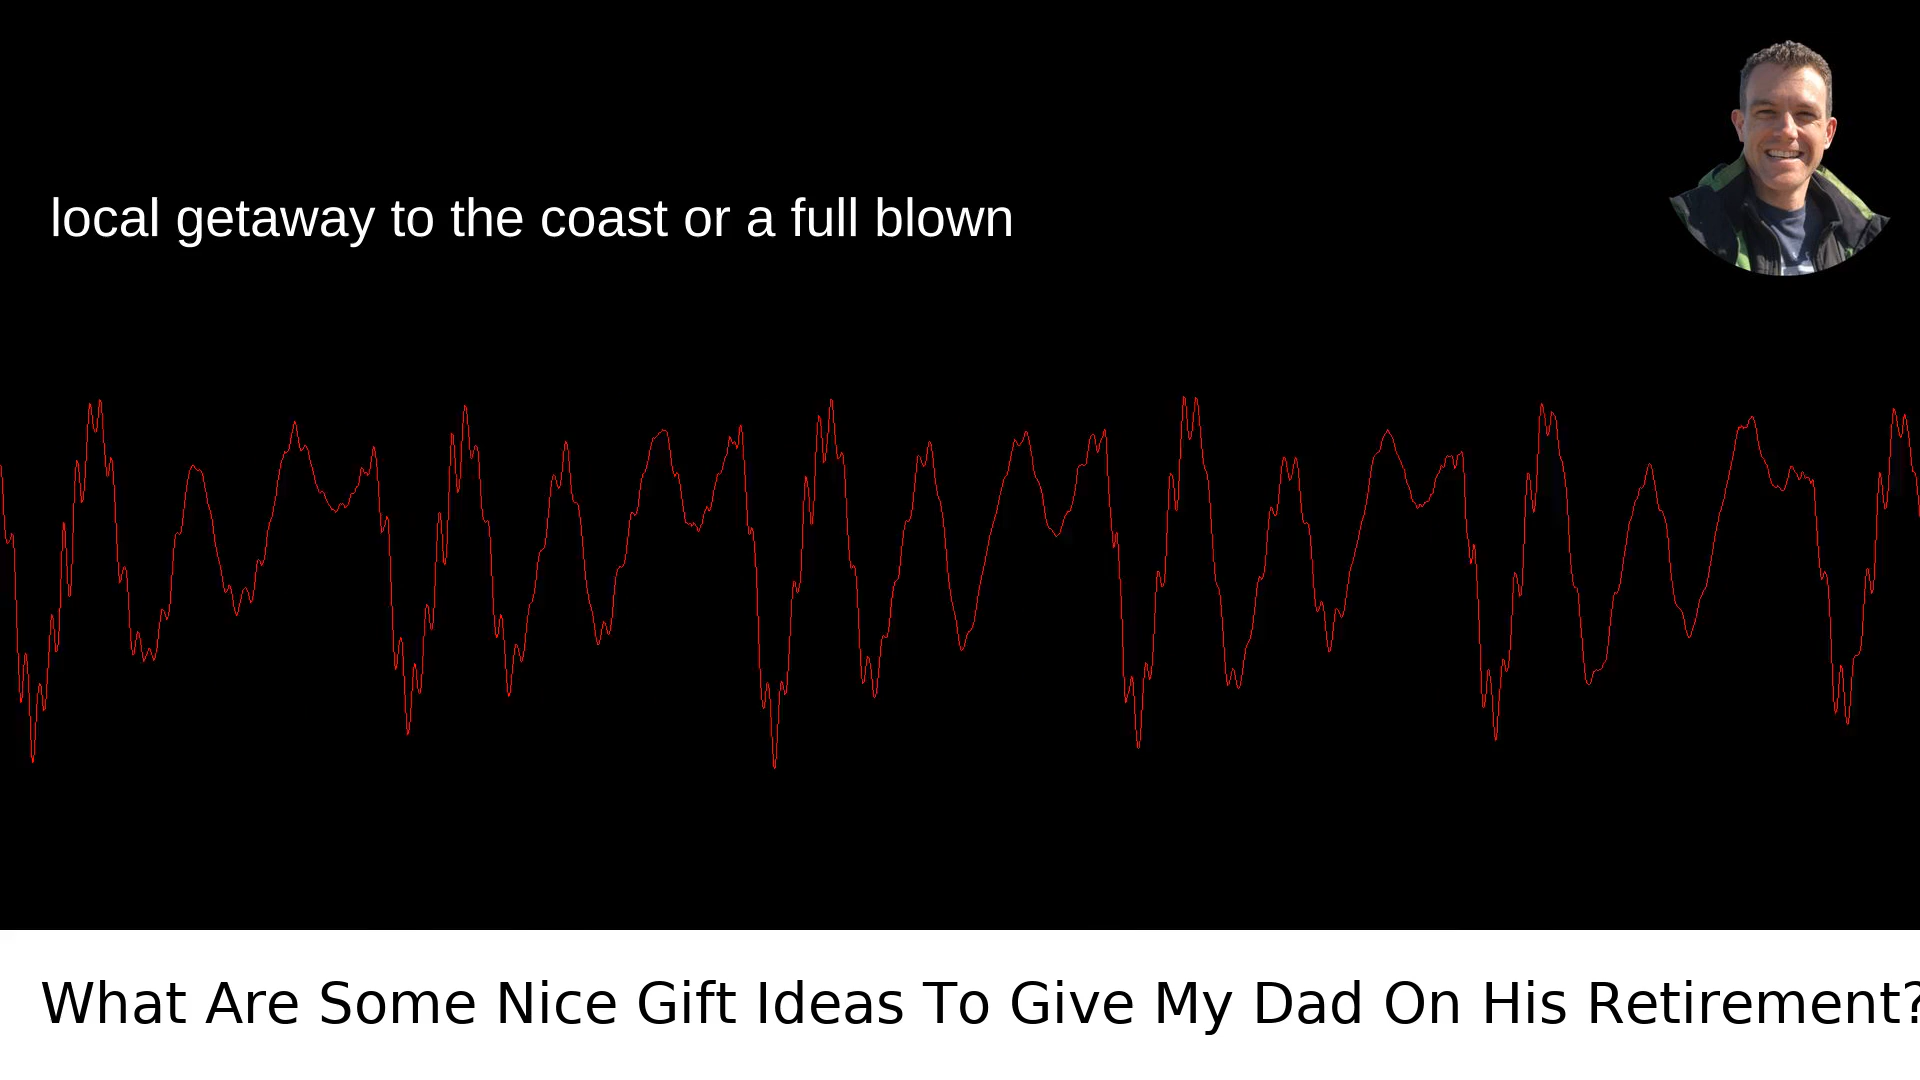 local getaway to the coast or a full blown
What Are Some Nice Gift Ideas To Give My Dad On His Retirement?